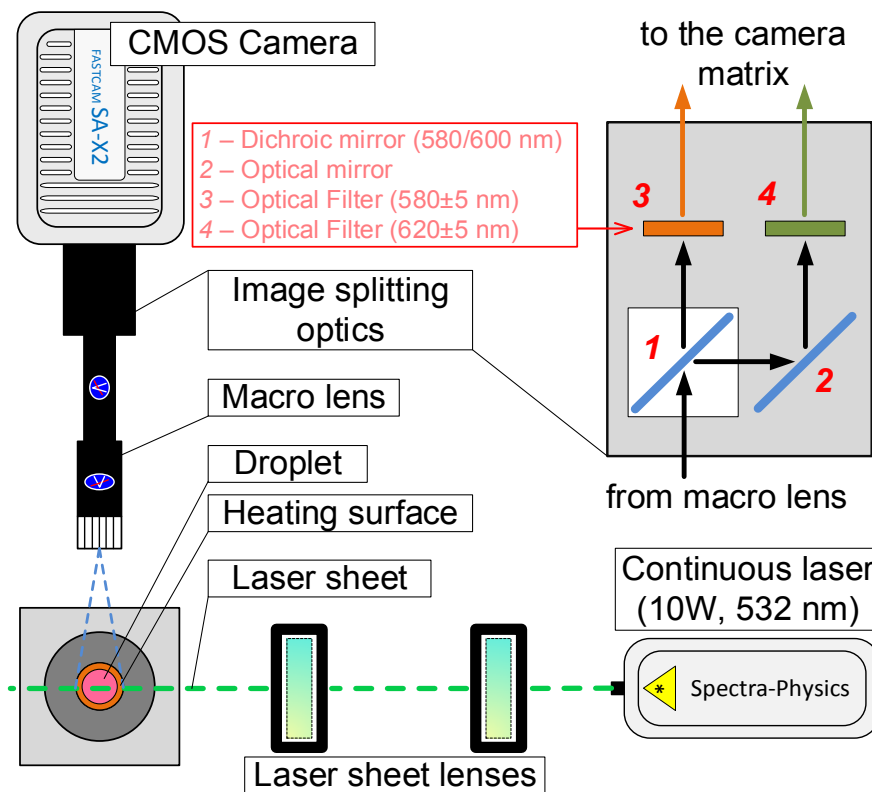 CMOS Camera
FASTCAM SA-X2
to the camera
matrix
1 – Dichroic mirror (580/600 nm)
2 – Optical mirror
3 – Optical Filter (580±5 nm)
4 – Optical Filter (620±5 nm)
3
4
1
2
Image splitting
optics
Macro lens
Droplet
Heating surface
Laser sheet
from macro lens
Continuous laser
(10W, 532 nm)
Spectra-Physics
*
Laser sheet lenses